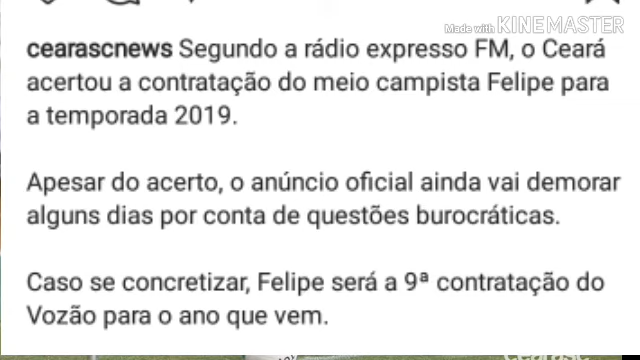 Made with KINEMASTER
cearascnews Segundo a rádio expresso FM, o Ceará
acertou a contratação do meio campista Felipe para
a temporada 2019.
Apesar do acerto, o anúncio oficial ainda vai demorar
alguns dias por conta de questões burocráticas.
Caso se concretizar, Felipe será a 9ª contratação do
Vozão para o ano que vem.